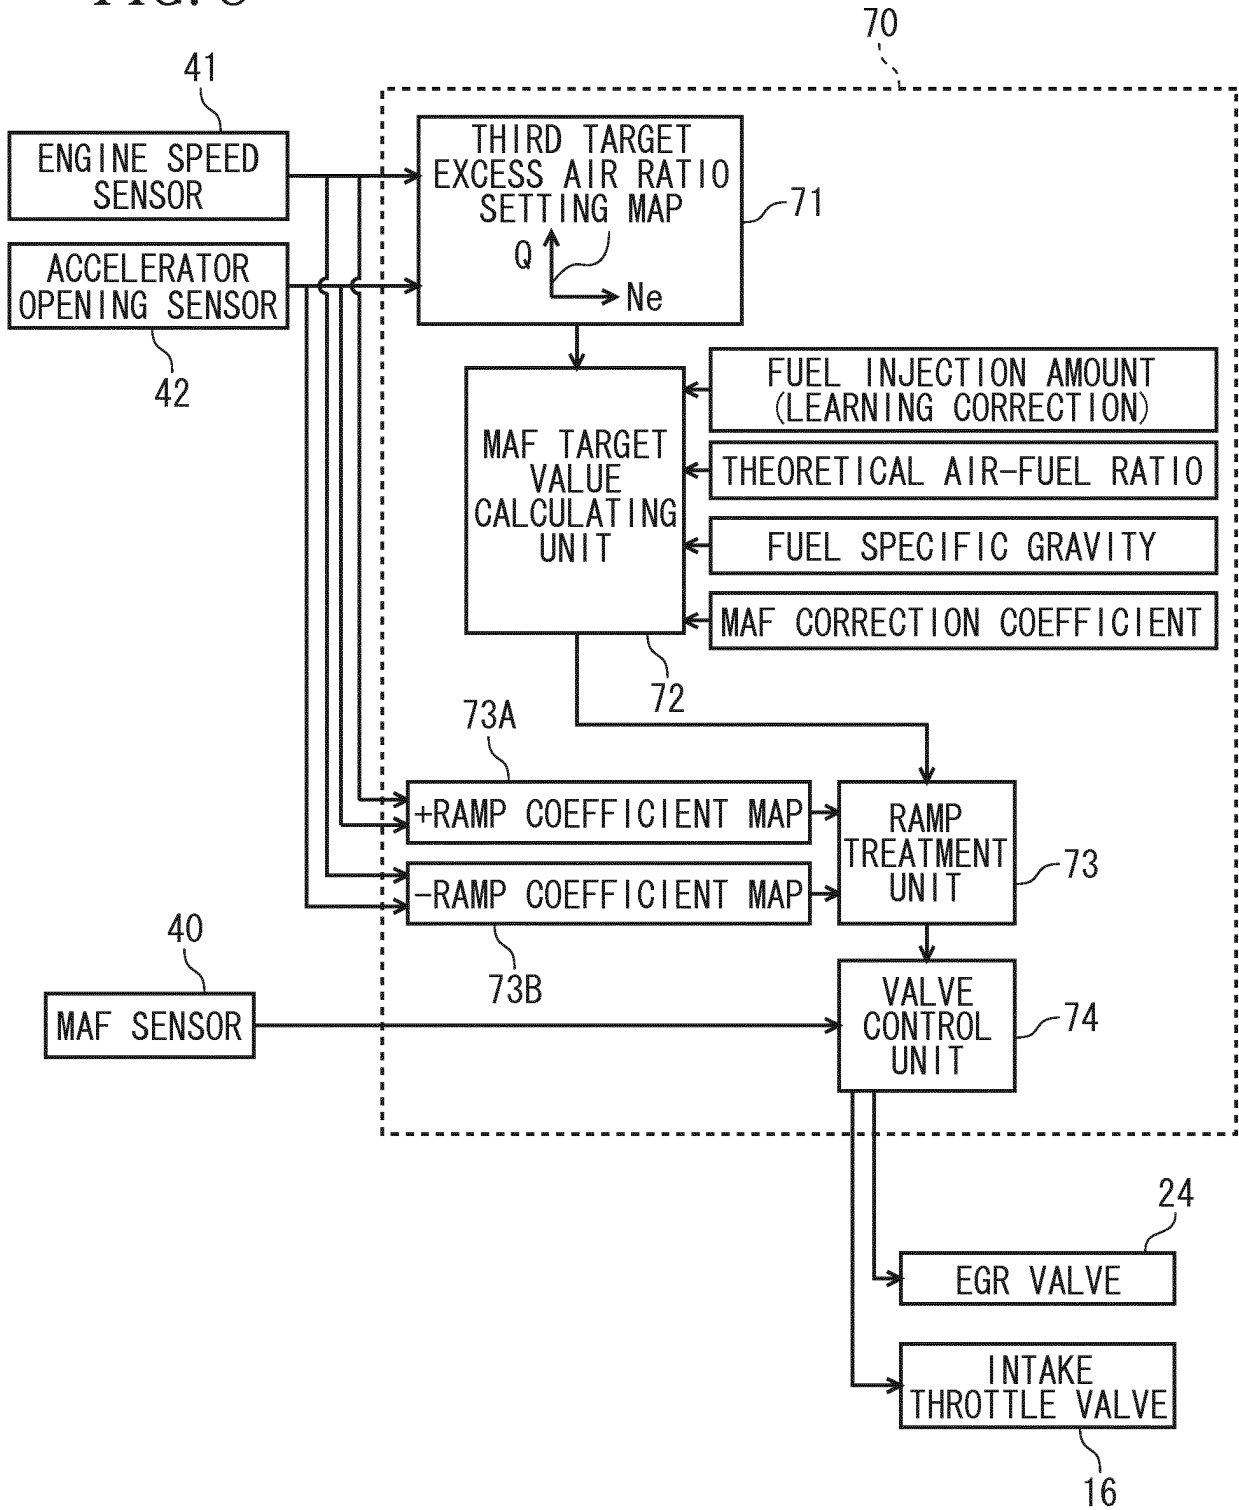 70
41
ENGINE SPEED
SENSOR
THIRD TARGET
EXCESS AIR RATIO
SETTING MAP
Q
Ne
71
ACCELERATOR
OPENING SENSOR
42
FUEL INJECTION AMOUNT
(LEARNING CORRECTION)
MAF TARGET
VALUE
CALCULATING
UNIT
THEORETICAL AIR-FUEL RATIO
FUEL SPECIFIC GRAVITY
MAF CORRECTION COEFFICIENT
72
73A
+RAMP COEFFICIENT MAP
RAMP
TREATMENT
UNIT
73
-RAMP COEFFICIENT MAP
73B
40
MAF SENSOR
VALVE
CONTROL
UNIT
74
24
EGR VALVE
INTAKE
THROTTLE VALVE
16